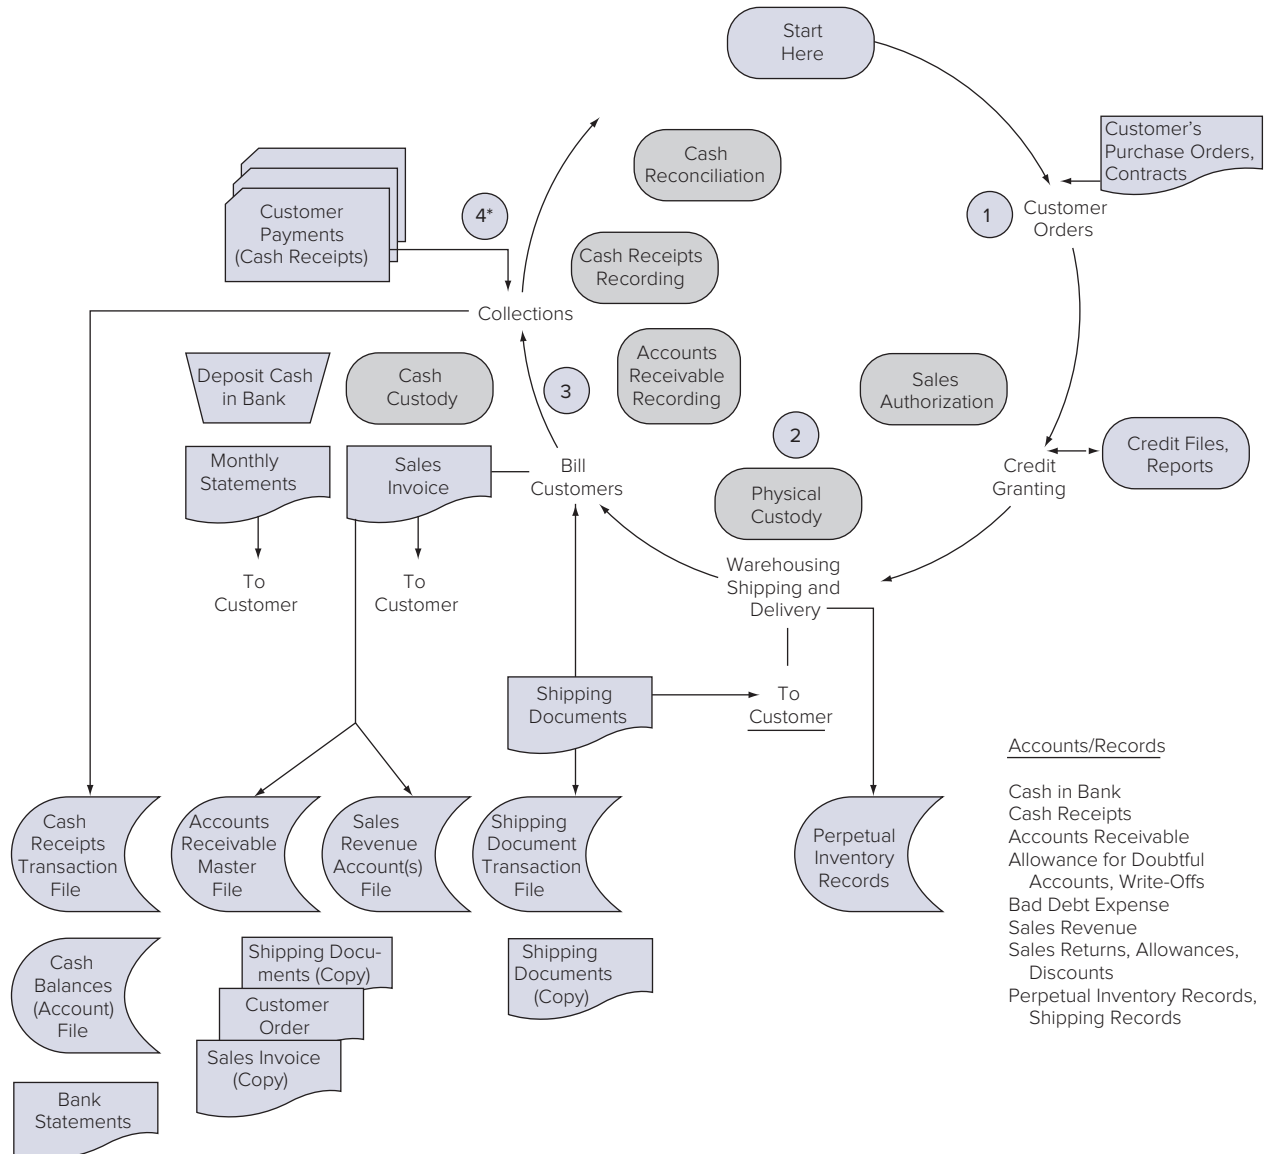 Start
Here
Customer's
Purchase Orders,
Contracts
1
Customer
Orders
Cash
Reconciliation
4*
Customer
Payments
(Cash Receipts)
Cash Receipts
Recording
Collections
Accounts
Receivable
Recording
Deposit Cash
in Bank
Cash
Custody
3
Sales
Authorization
2
Credit Files,
Reports
Credit
Granting
Monthly
Statements
Sales
Invoice
Bill
Customers
Physical
Custody
Warehousing
Shipping and
Delivery
To
Customer
To
Customer
Shipping
Documents
To
Customer
Cash
Receipts
Transaction
File
Accounts
Receivable
Master
File
Sales
Revenue
Account(s)
File
Shipping
Document
Transaction
File
Perpetual
Inventory
Records
Cash
Balances
(Account)
File
Shipping Docu-
ments (Copy)
Customer
Order
Sales Invoice
(Copy)
Shipping
Documents
(Copy)
Bank
Statements
Accounts/Records
Cash in Bank
Cash Receipts
Accounts Receivable
Allowance for Doubtful
Accounts, Write-Offs
Bad Debt Expense
Sales Revenue
Sales Returns, Allowances,
Discounts
Perpetual Inventory Records,
Shipping Records